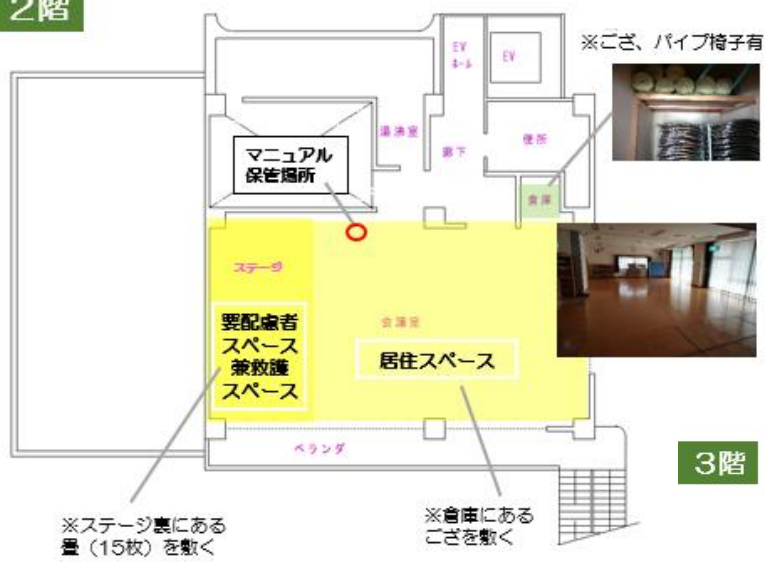 2階
※ござ、パイプ椅子有
EV
ホール
EV
湯沸室
廊下
便所
マニュアル
保管場所
倉庫
ステージ
要配慮者
スペース
兼救護
スペース
会議室
居住スペース
ベランダ
3階
※ステージ裏にある
畳（15枚）を敷く
※倉庫にある
ござを敷く